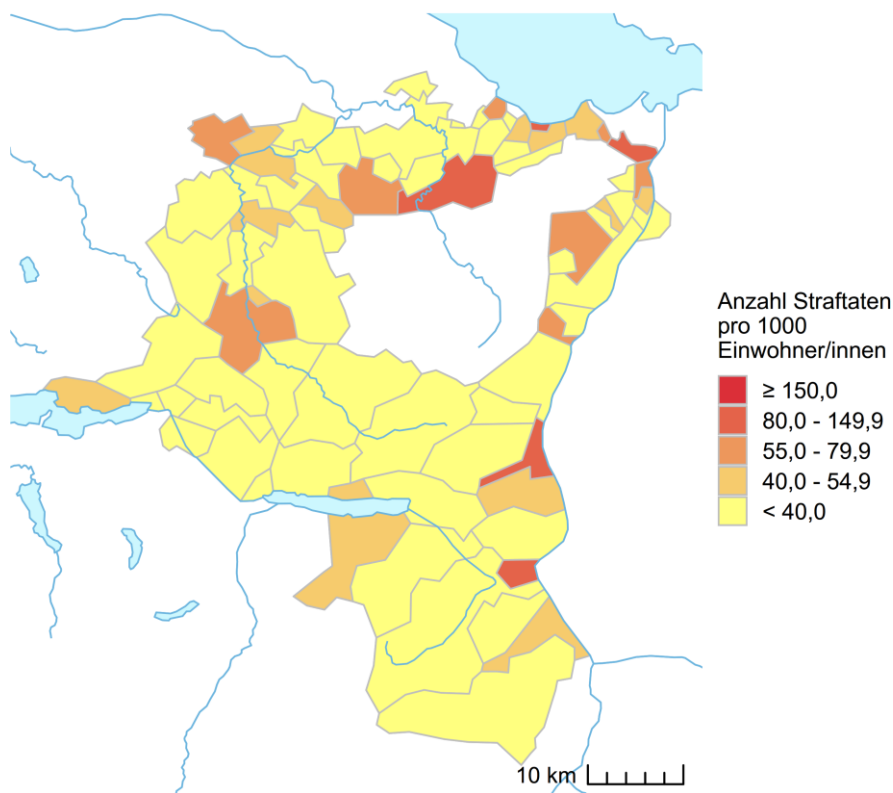 Anzahl Straftaten
pro 1000
Einwohner/innen
≥ 150,0
80,0 - 149,9
55,0 - 79,9
40,0 - 54,9
< 40,0
10 km